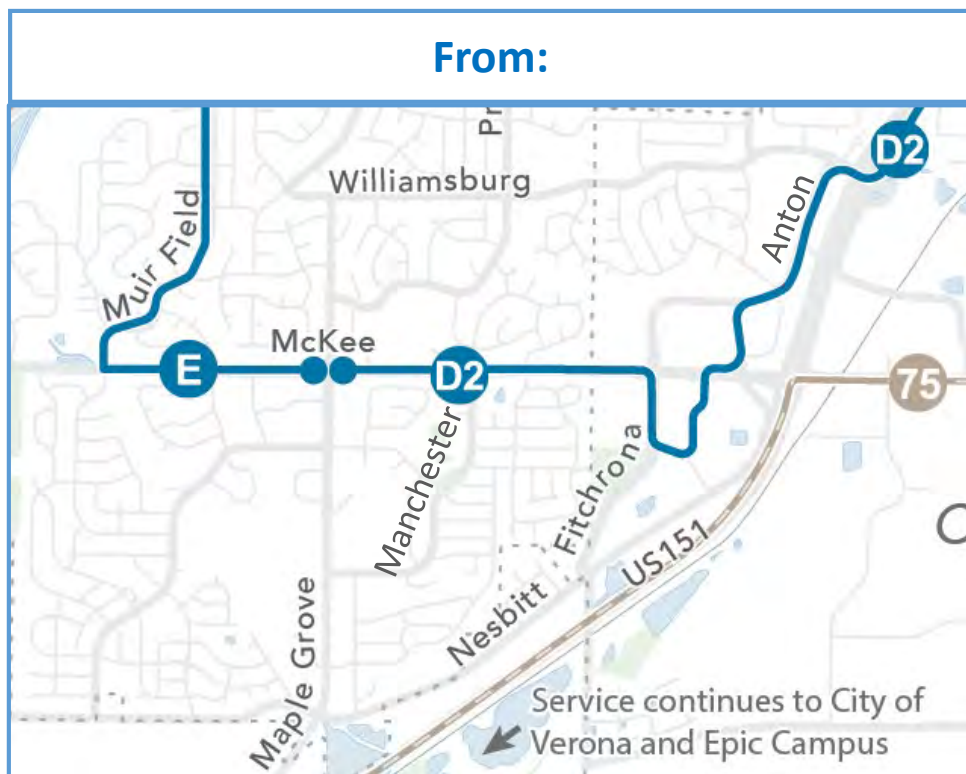 From:
Pr
D2
Williamsburg
Anton
Muir Field
McKee
E
D2
75
Manchester
Fitchrona
US151
Nesbitt
Maple Grove
Service continues to City of
Verona and Epic Campus